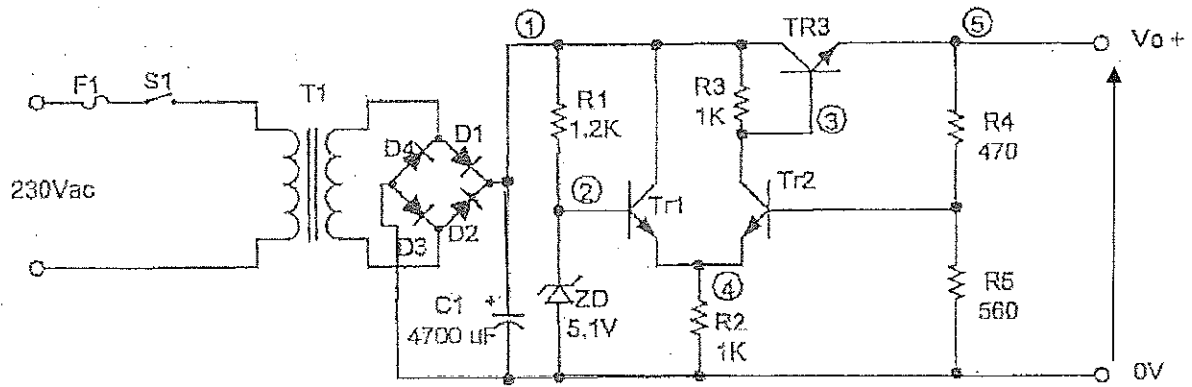 ① TR3 ⑤ Vo +
F1 S1 T1
R1
1.2K
R3
1K
③
R4
470
D4 D1
230Vac
②
Tr1
Tr2
D3 D2
C1 +
4700 uF
ZD
5.1V
④
R2
1K
R5
560
0V